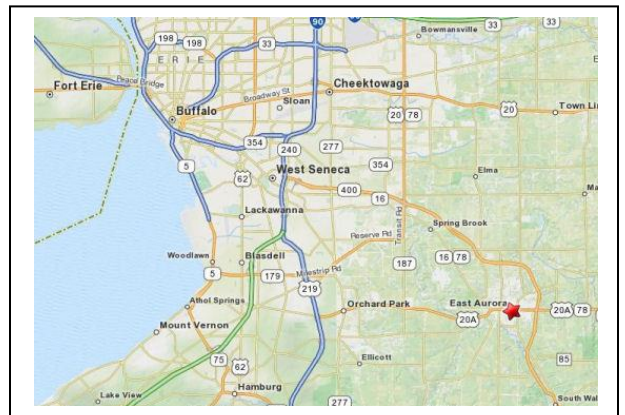 90
Bowmansville
33
198
198
33
33
ERIE
Peace Bridge
Fort Erie
Cheektowaga
Broadway St
Sloan
Buffalo
20
78
20
Town Lin
354
240
277
5
354
West Seneca
62
Elma
400
16
Lackawanna
Transit Rd
Spring Brook
Reserve Rd
Woodlawn
Blasdell
187
16
78
5
179
Milestrip Rd
219
Athol Springs
Orchard Park
East Aurora
20A
20A
78
Mount Vernon
75
Ellicott
85
62
Hamburg
Lake View
277
South Wal